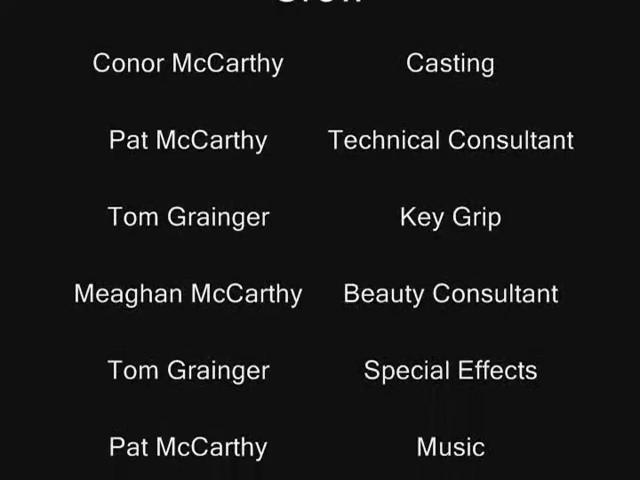 Conor McCarthy Casting
Pat McCarthy Technical Consultant
Tom Grainger Key Grip
Meaghan McCarthy Beauty Consultant
Tom Grainger Special Effects
Pat McCarthy Music